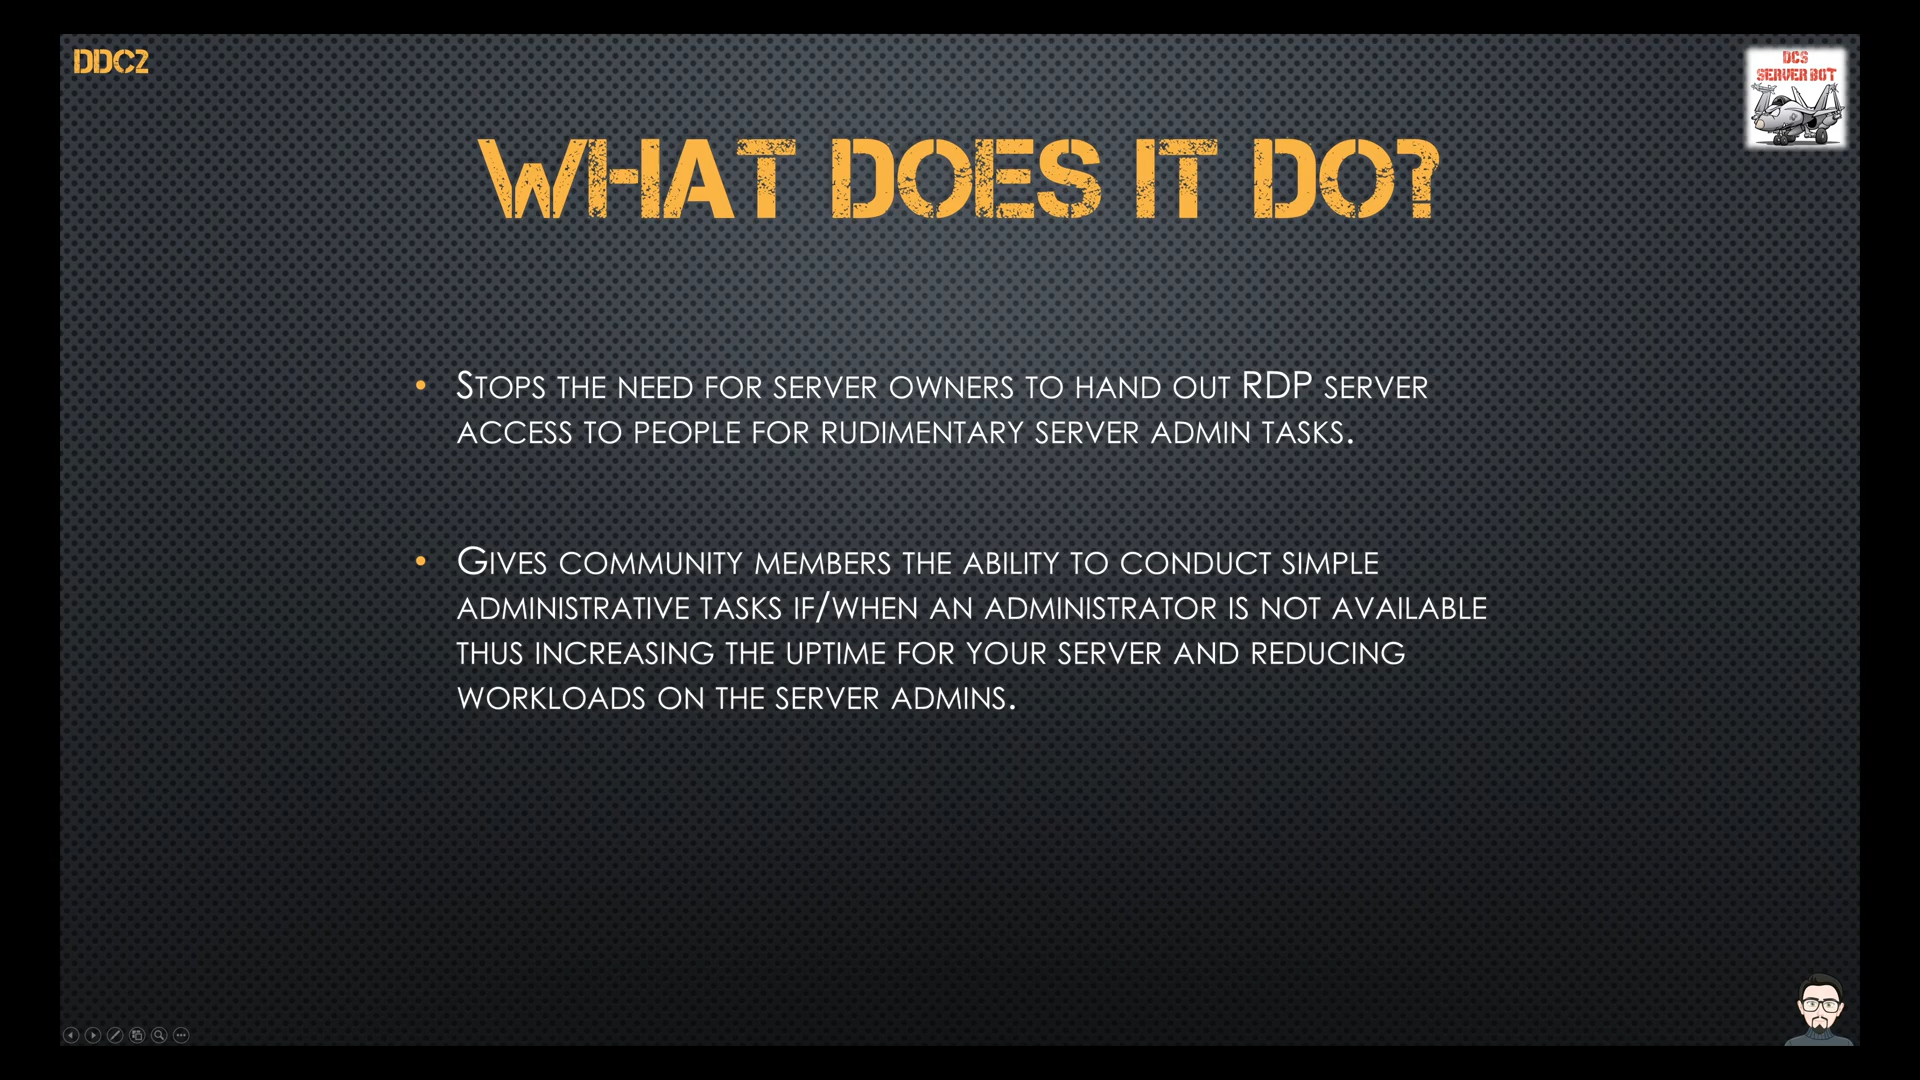 DDC2
DCS
SERVER BOT
WHAT DOES IT DO?
• Stops the need for server owners to hand out RDP server
access to people for rudimentary server admin tasks.
• Gives community members the ability to conduct simple
administrative tasks if/when an administrator is not available
thus increasing the uptime for your server and reducing
workloads on the server admins.